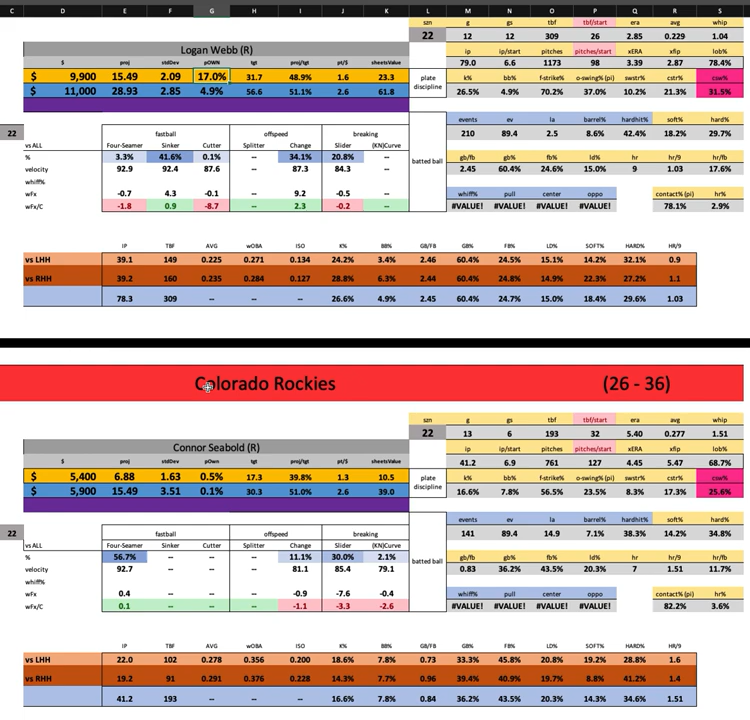 C D E F G H I J K L M N O P Q R S
szn g gs tbf tbf/start era avg whip
22 12 12 309 26 2.85 0.229 1.04
Logan Webb (R) ip ip/start pitches pitches/start xERA xfip lob%
79.0 6.6 1173 98 3.39 2.87 78.4%
$ proj stdDev pOWN tgt proj/tgt pt/$ sheetsValue
$ 9,900 15.49 2.09 17.0% 31.7 48.9% 1.6 23.3
$ 11,000 28.93 2.85 4.9% 56.6 51.1% 2.6 61.8
plate discipline k% bb% f-strike% o-swing% (pi) swstr% cstr% csw%
26.5% 4.9% 70.2% 37.0% 10.2% 21.3% 31.5%
events ev la barrel% hardhit% soft% hard%
210 89.4 2.5 8.6% 42.4% 18.2% 29.7%
22 fastball offspeed breaking
vs ALL Four-Seamer Sinker Cutter Splitter Change Slider (KN)Curve
% 3.3% 41.6% 0.1% -- 34.1% 20.8% --
velocity 92.9 92.4 87.6 -- 87.3 84.3 --
whiff%
wFx -0.7 4.3 -0.1 9.2 -0.5
wFx/C -1.8 0.9 -8.7 -- 2.3 -0.2 --
batted ball gb/fb gb% fb% ld% hr hr/9 hr/fb
2.45 60.4% 24.6% 15.0% 9 1.03 17.6%
whiff% pull center oppo contact% (pi) hr%
#VALUE! #VALUE! #VALUE! #VALUE! 78.1% 2.9%
IP TBF AVG wOBA ISO K% BB% GB/FB GB% FB% LD% SOFT% HARD% HR/9
vs LHH 39.1 149 0.225 0.271 0.134 24.2% 3.4% 2.44 60.4% 24.5% 15.1% 14.2% 32.1% 0.9
vs RHH 39.2 160 0.235 0.284 0.127 28.8% 6.3% 2.46 60.4% 24.8% 14.9% 22.3% 27.2% 1.1
78.3 309 -- -- 26.6% 4.9% 2.45 60.4% 24.7% 15.0% 18.4% 29.6% 1.03
Colorado Rockies (26 - 36)
szn g gs tbf tbf/start era avg whip
22 13 6 193 32 5.40 0.277 1.51
Connor Seabold (R) ip ip/start pitches pitches/start xERA xfip lob%
41.2 6.9 761 127 4.45 5.47 68.7%
$ proj stdDev pOwn tgt proj/tgt pt/$ sheetsValue
$ 5,400 6.88 1.63 0.5% 17.3 39.8% 1.3 10.5
$ 5,900 15.49 3.51 0.1% 30.3 51.0% 2.6 39.0
plate discipline k% bb% f-strike% o-swing% (pi) swstr% cstr% csw%
16.6% 7.8% 56.5% 23.5% 8.3% 17.3% 25.6%
events ev la barrel% hardhit% soft% hard%
141 89.4 14.9 7.1% 38.3% 14.2% 34.8%
22 fastball offspeed breaking
vs ALL Four-Seamer Sinker Cutter Splitter Change Slider (KN)Curve
% 56.7% -- -- -- 11.1% 30.0% 2.1%
velocity 92.7 -- -- -- 81.1 85.4 79.1
whiff%
wFx 0.4 -0.9 -7.6 -0.4
wFx/C 0.1 -- -- -- -1.1 -3.3 -2.6
batted ball gb/fb gb% fb% ld% hr hr/9 hr/fb
0.83 36.2% 43.5% 20.3% 7 1.51 11.7%
whiff% pull center oppo contact% (pi) hr%
#VALUE! #VALUE! #VALUE! #VALUE! 82.2% 3.6%
IP TBF AVG wOBA ISO K% BB% GB/FB GB% FB% LD% SOFT% HARD% HR/9
vs LHH 22.0 102 0.278 0.356 0.200 18.6% 7.8% 0.73 33.3% 45.8% 20.8% 19.2% 28.8% 1.6
vs RHH 19.2 91 0.291 0.376 0.228 14.3% 7.7% 0.96 39.4% 40.9% 19.7% 8.8% 41.2% 1.4
41.2 193 -- -- 16.6% 7.8% 0.84 36.2% 43.5% 20.3% 14.3% 34.6% 1.51